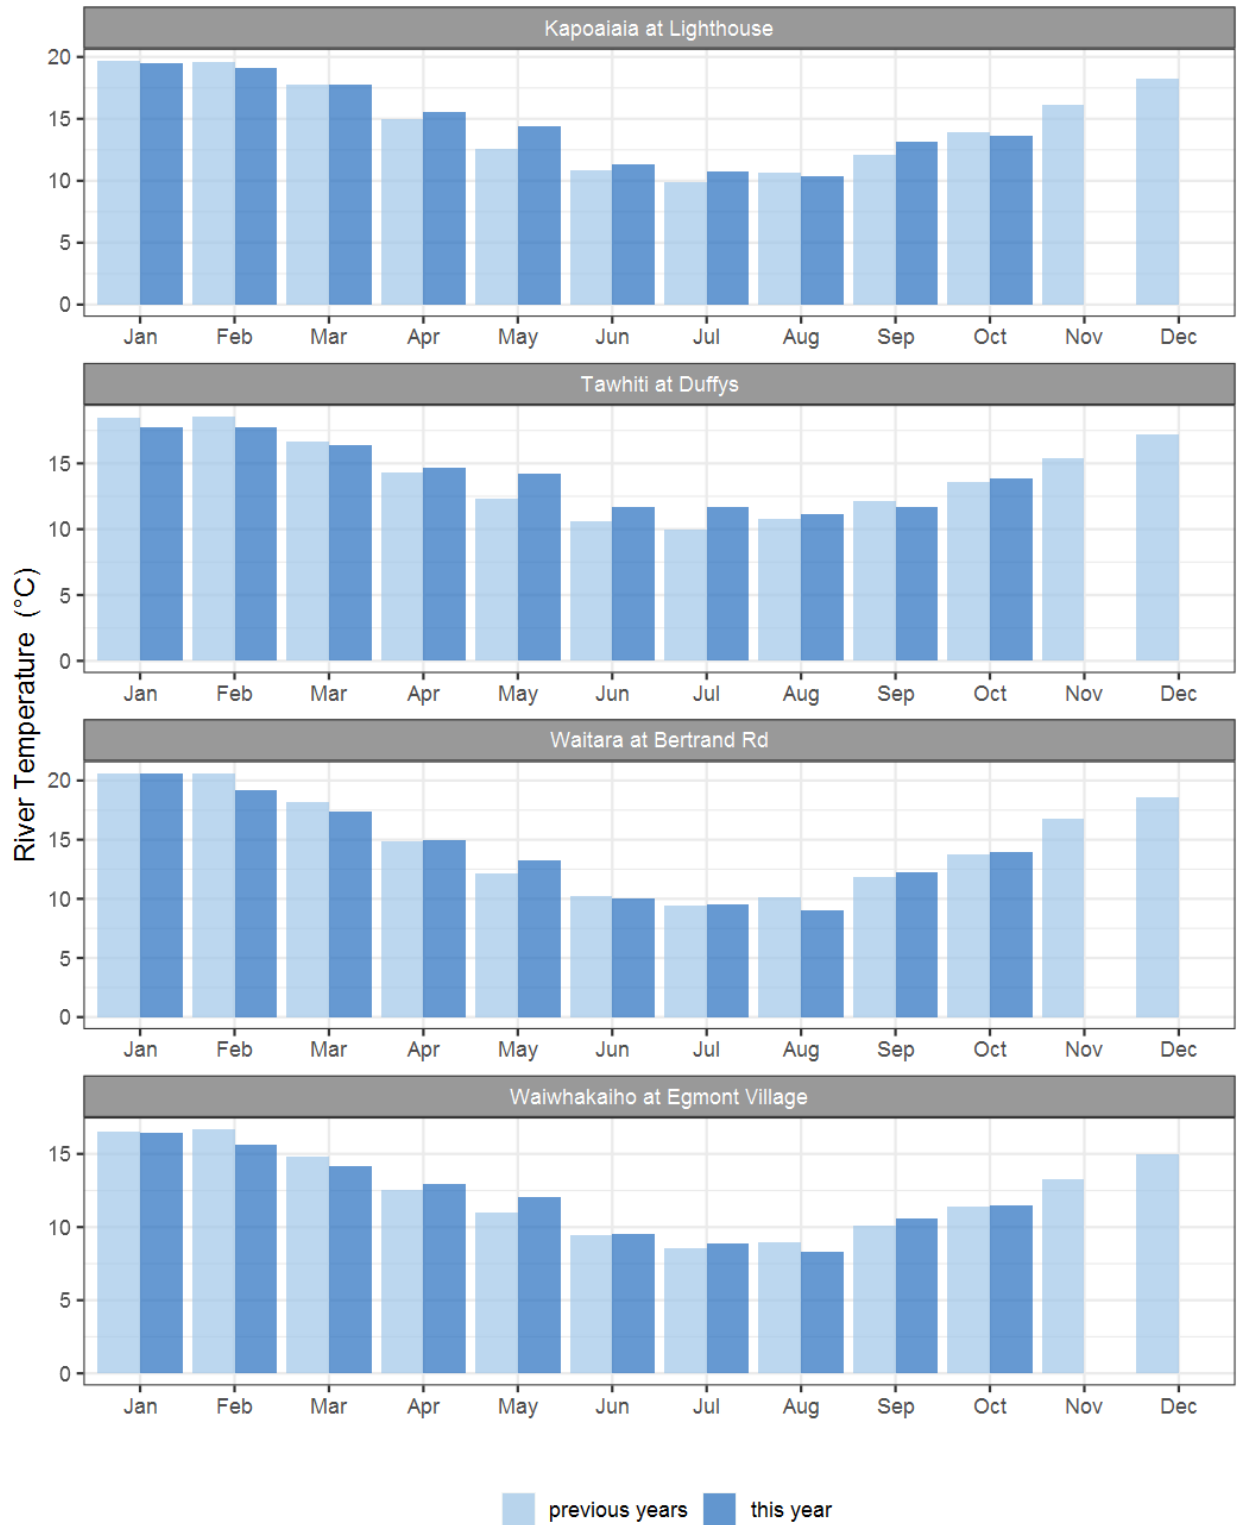 Kapoaiaia at Lighthouse
20
15
10
5
0
Jan Feb Mar Apr May Jun Jul Aug Sep Oct Nov Dec
Tawhiti at Duffys
15
10
5
0
Jan Feb Mar Apr May Jun Jul Aug Sep Oct Nov Dec
River Temperature (°C)
Waitara at Bertrand Rd
20
15
10
5
0
Jan Feb Mar Apr May Jun Jul Aug Sep Oct Nov Dec
Waiwhakaiho at Egmont Village
15
10
5
0
Jan Feb Mar Apr May Jun Jul Aug Sep Oct Nov Dec
previous years this year